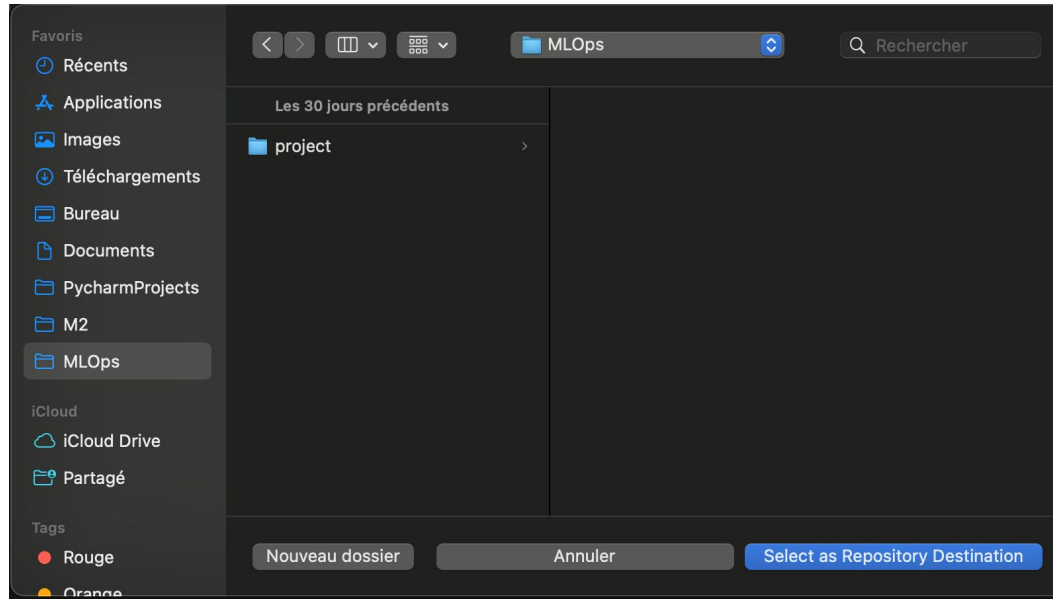 Favoris
Récents
Applications
Images
Téléchargements
Bureau
Documents
PycharmProjects
M2
MLOps
iCloud
iCloud Drive
Partagé
Tags
Rouge
Orange
MLOps
Rechercher
Les 30 jours précédents
project
Nouveau dossier
Annuler
Select as Repository Destination